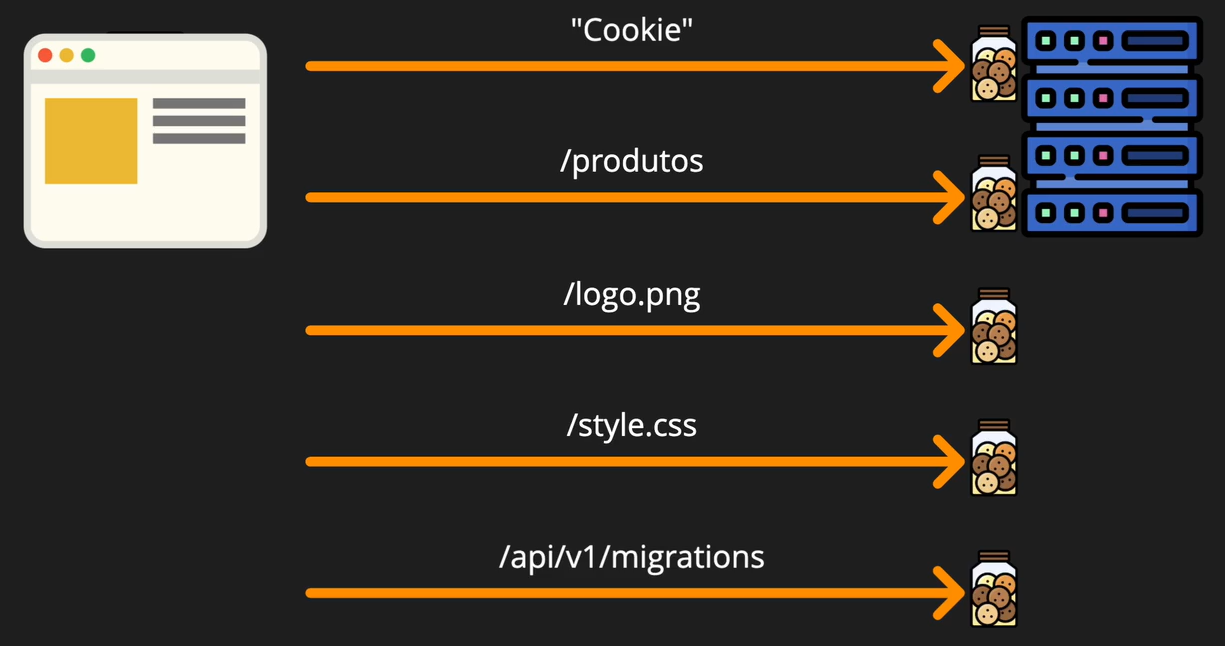 "Cookie"
/produtos
/logo.png
/style.css
/api/v1/migrations